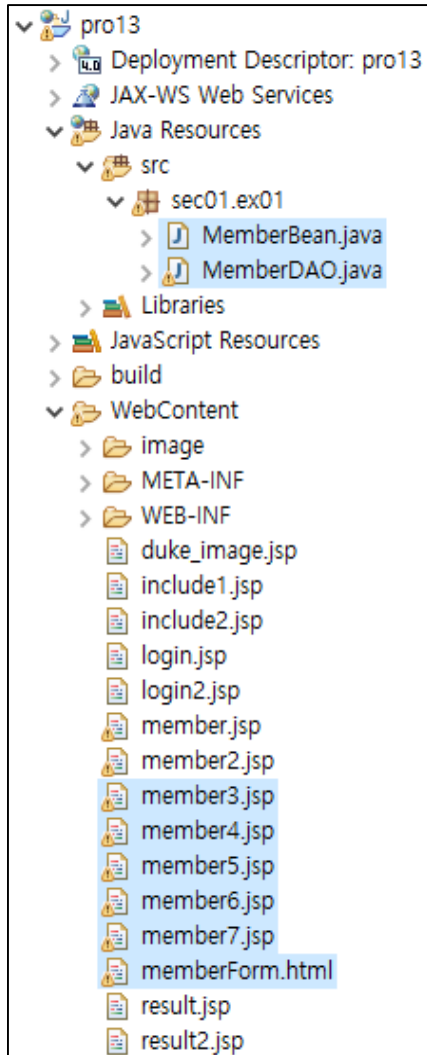 pro13
4.0 Deployment Descriptor: pro13
JAX-WS Web Services
Java Resources
src
sec01.ex01
J MemberBean.java
J MemberDAO.java
Libraries
JavaScript Resources
build
WebContent
image
META-INF
WEB-INF
duke_image.jsp
include1.jsp
include2.jsp
login.jsp
login2.jsp
member.jsp
member2.jsp
member3.jsp
member4.jsp
member5.jsp
member6.jsp
member7.jsp
memberForm.html
result.jsp
result2.jsp